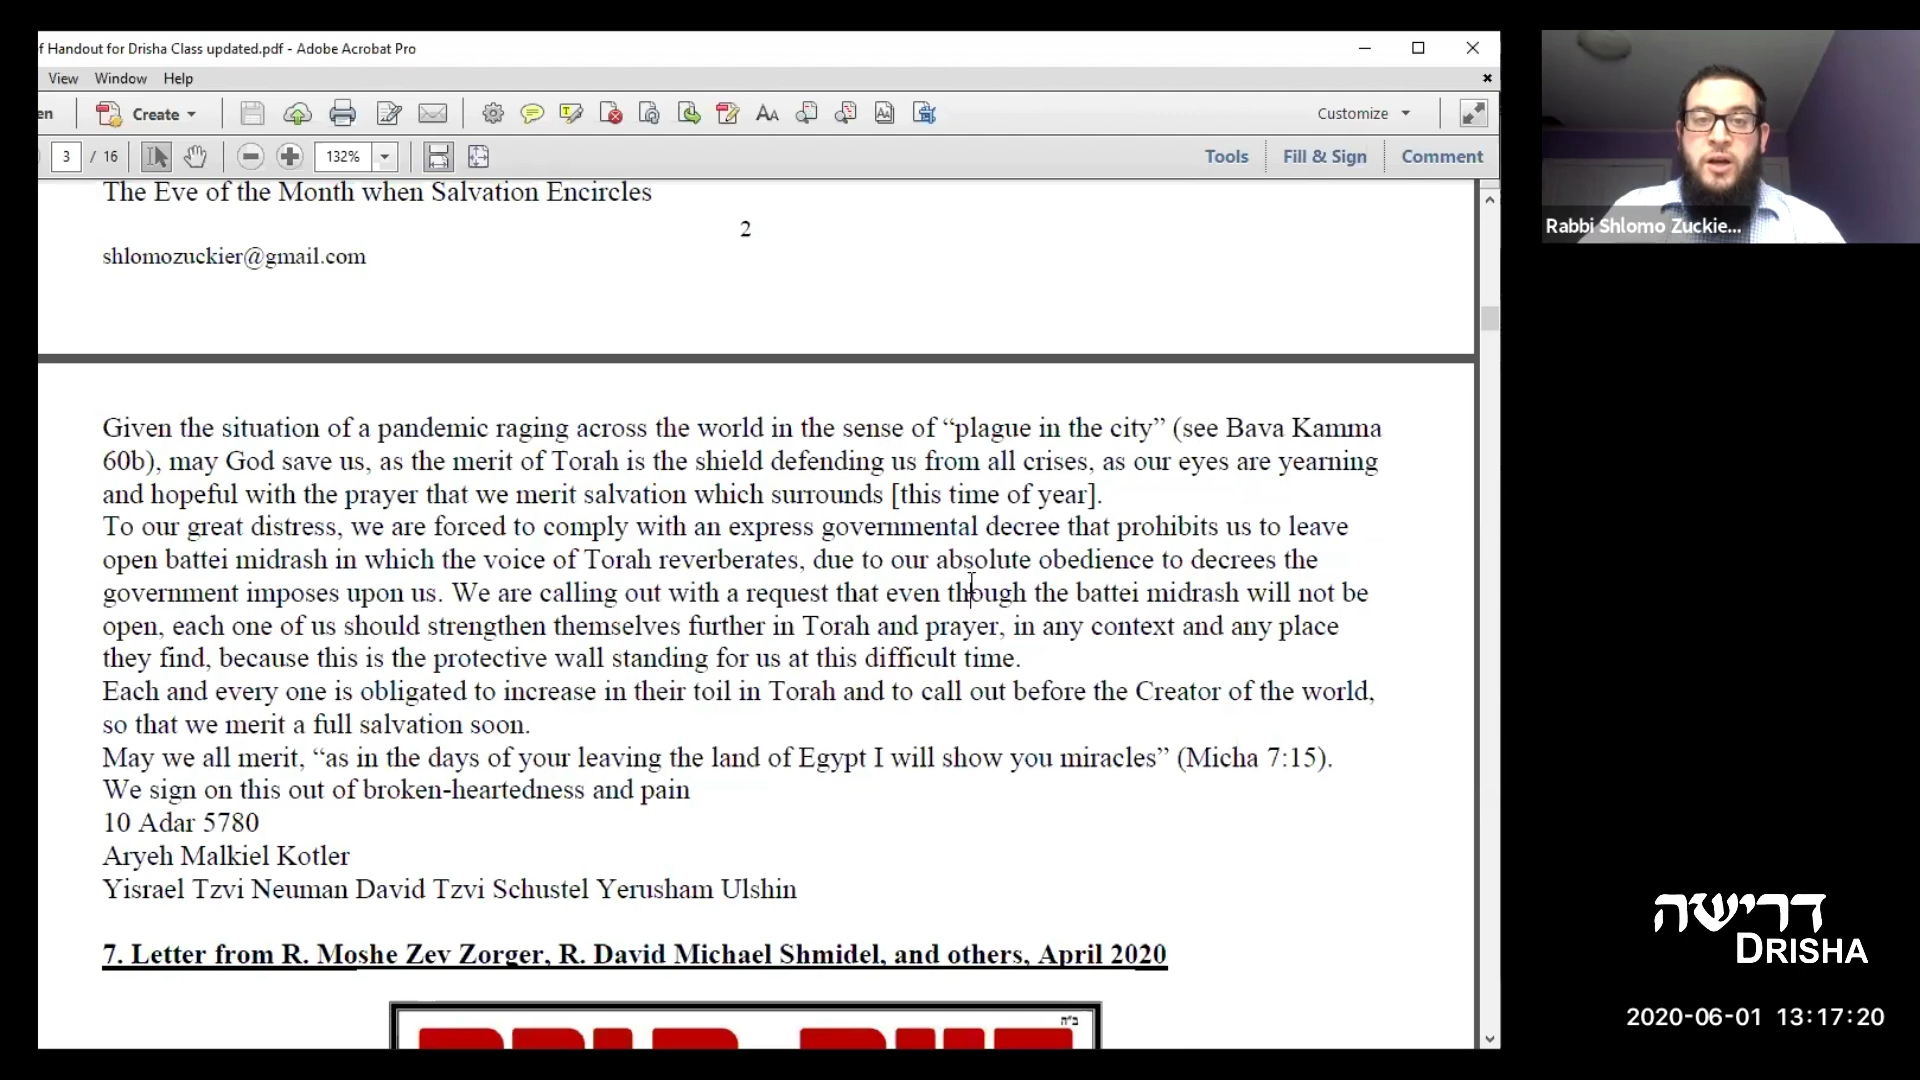 f Handout for Drisha Class updated.pdf - Adobe Acrobat Pro
View Window Help
en Create Customize
3 / 16 132% Tools Fill & Sign Comment
The Eve of the Month when Salvation Encircles
2
shlomozuckier@gmail.com
Given the situation of a pandemic raging across the world in the sense of “plague in the city” (see Bava Kamma
60b), may God save us, as the merit of Torah is the shield defending us from all crises, as our eyes are yearning
and hopeful with the prayer that we merit salvation which surrounds [this time of year].
To our great distress, we are forced to comply with an express governmental decree that prohibits us to leave
open battei midrash in which the voice of Torah reverberates, due to our absolute obedience to decrees the
government imposes upon us. We are calling out with a request that even though the battei midrash will not be
open, each one of us should strengthen themselves further in Torah and prayer, in any context and any place
they find, because this is the protective wall standing for us at this difficult time.
Each and every one is obligated to increase in their toil in Torah and to call out before the Creator of the world,
so that we merit a full salvation soon.
May we all merit, “as in the days of your leaving the land of Egypt I will show you miracles” (Micha 7:15).
We sign on this out of broken-heartedness and pain
10 Adar 5780
Aryeh Malkiel Kotler
Yisrael Tzvi Neuman David Tzvi Schustel Yerusham Ulshin
7. Letter from R. Moshe Zev Zorger, R. David Michael Shmidel, and others, April 2020
ב"ה
Rabbi Shlomo Zuckie...
דרישה
DRISHA
2020-06-01 13:17:20